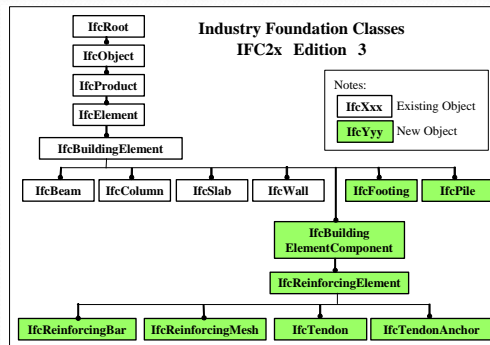 Industry Foundation Classes
IFC2x Edition 3
IfcRoot
IfcObject
IfcProduct
IfcElement
IfcBuildingElement
Notes:
IfcXxx Existing Object
IfcYyy New Object
IfcBeam IfcColumn IfcSlab IfcWall IfcFooting IfcPile
IfcBuilding
ElementComponent
IfcReinforcingElement
IfcReinforcingBar IfcReinforcingMesh IfcTendon IfcTendonAnchor